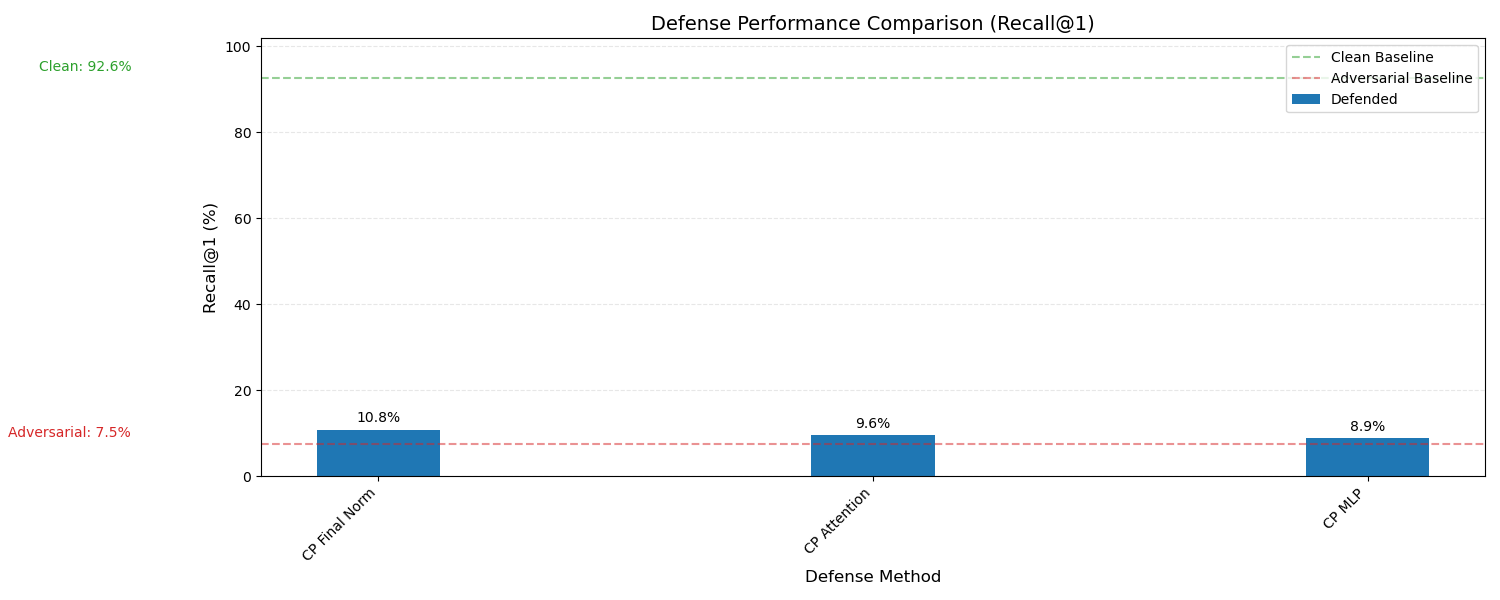 Defense Performance Comparison (Recall@1)
Clean: 92.6%
Adversarial: 7.5%
Recall@1 (%)
100
80
60
40
20
0
Clean Baseline
Adversarial Baseline
Defended
10.8%
9.6%
8.9%
CP Final Norm
CP Attention
CP MLP
Defense Method